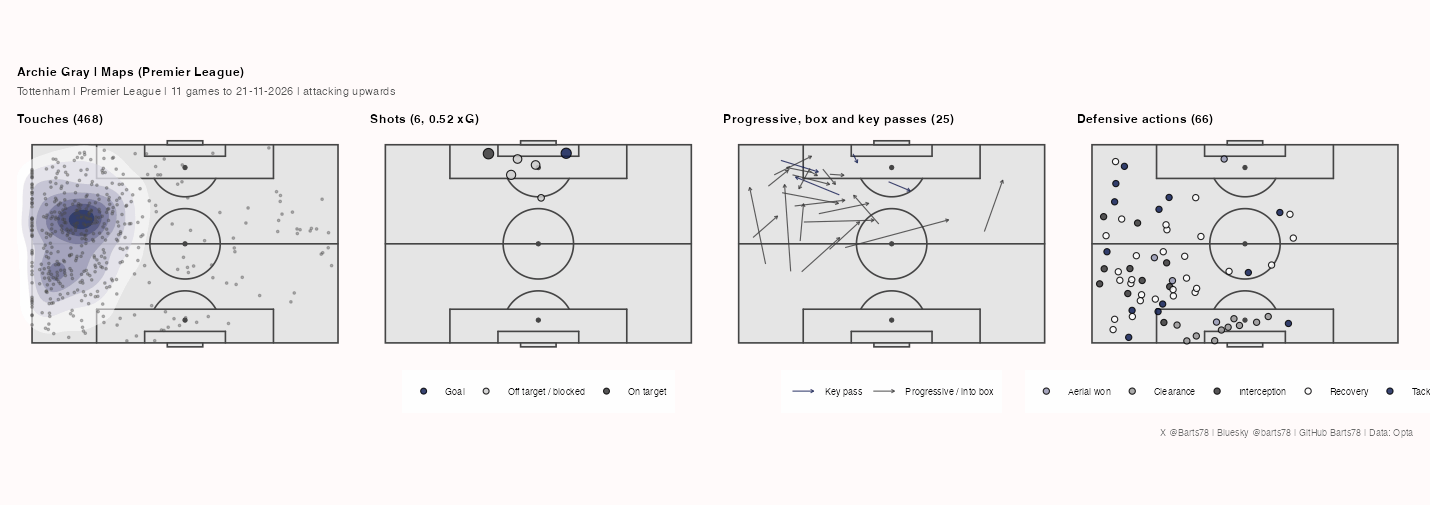 Archie Gray | Maps (Premier League)
Tottenham | Premier League | 11 games to 21-11-2026 | attacking upwards
Touches (468)
Shots (6, 0.52 xG)
Progressive, box and key passes (25)
Defensive actions (66)
Goal
Off target / blocked
On target
Key pass
Progressive / into box
Aerial won
Clearance
Interception
Recovery
Tack
X @Barts78 | Bluesky @barts78 | GitHub Barts78 | Data: Opta